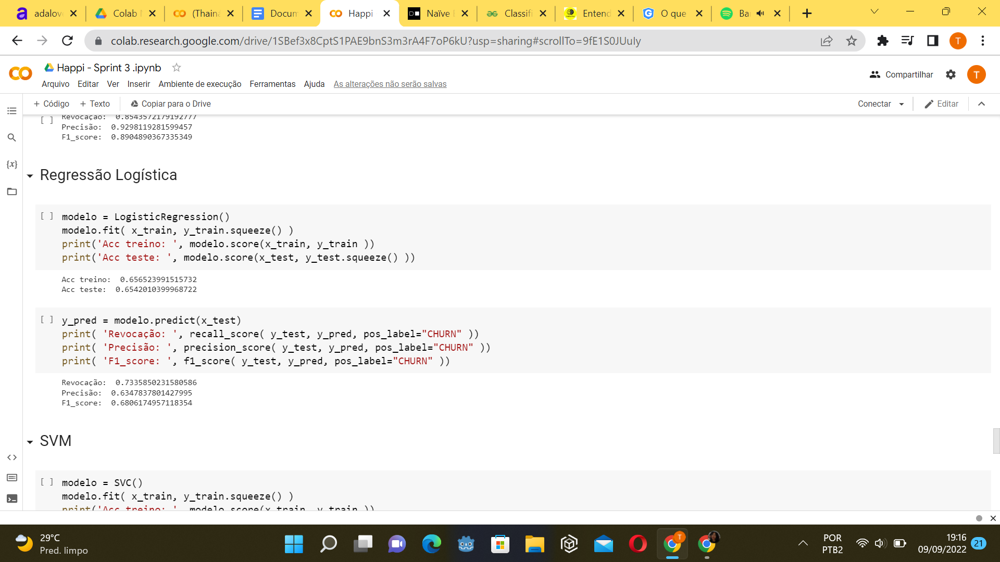 adalov
Colab
(Thain
Docum
Happi
Naïve
Classifi
Entend
O que
Ba
colab.research.google.com/drive/1SBef3x8CptS1PAE9bnS3m3rA4F7oP6kU?usp=sharing#scrollTo=9fE1S0JUuIy
T
Happi - Sprint 3 .ipynb
Arquivo Editar Ver Inserir Ambiente de execução Ferramentas Ajuda As alterações não serão salvas
Compartilhar
T
+ Código + Texto Copiar para o Drive
Conectar
Editar
[ ]
Revocação: 0.8543572179192777
Precisão: 0.9298119281599457
F1_score: 0.8904890367335349
{x}
Regressão Logística
[ ] modelo = LogisticRegression()
modelo.fit( x_train, y_train.squeeze() )
print('Acc treino: ', modelo.score(x_train, y_train ))
print('Acc teste: ', modelo.score(x_test, y_test.squeeze() ))
Acc treino: 0.656523991515732
Acc teste: 0.6542010399968722
[ ] y_pred = modelo.predict(x_test)
print( 'Revocação: ', recall_score( y_test, y_pred, pos_label="CHURN" ))
print( 'Precisão: ', precision_score( y_test, y_pred, pos_label="CHURN" ))
print( 'F1_score: ', f1_score( y_test, y_pred, pos_label="CHURN" ))
Revocação: 0.7335850231580586
Precisão: 0.6347837801427995
F1_score: 0.6806174957118354
SVM
[ ] modelo = SVC()
modelo.fit( x_train, y_train.squeeze() )
print('Acc treino: ', modelo.score(x_train, y_train ))
29°C
Pred. limpo
T
POR
PTB2
19:16
09/09/2022
21